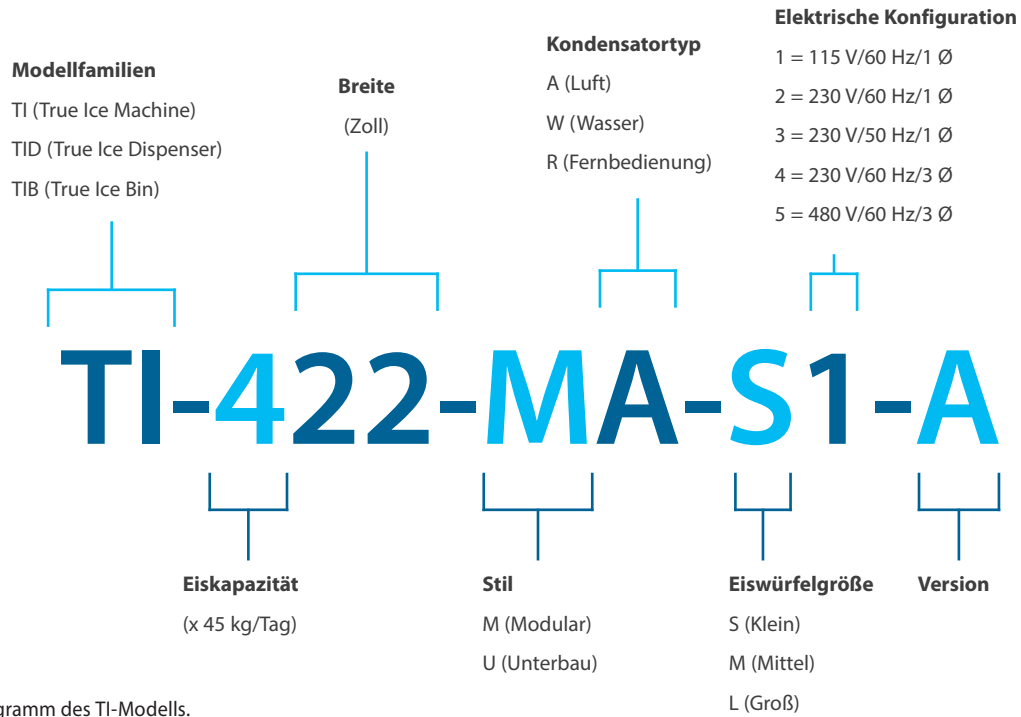 Modellfamilien
TI (True Ice Machine)
TID (True Ice Dispenser)
TIB (True Ice Bin)
Breite
(Zoll)
Kondensatortyp
A (Luft)
W (Wasser)
R (Fernbedienung)
Elektrische Konfiguration
1 = 115 V/60 Hz/1 Ø
2 = 230 V/60 Hz/1 Ø
3 = 230 V/50 Hz/1 Ø
4 = 230 V/60 Hz/3 Ø
5 = 480 V/60 Hz/3 Ø
TI-422-MA-S1-A
Eiskapazität
(x 45 kg/Tag)
Stil
M (Modular)
U (Unterbau)
Eiswürfelgröße
S (Klein)
M (Mittel)
L (Groß)
Version
gramm des TI-Modells.